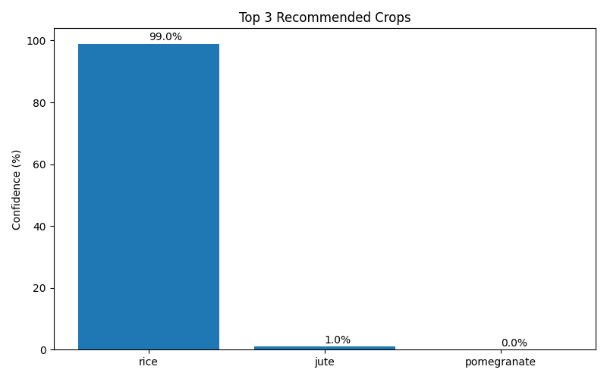 Top 3 Recommended Crops
Confidence (%)
100
80
60
40
20
0
99.0%
1.0%
0.0%
rice
jute
pomegranate